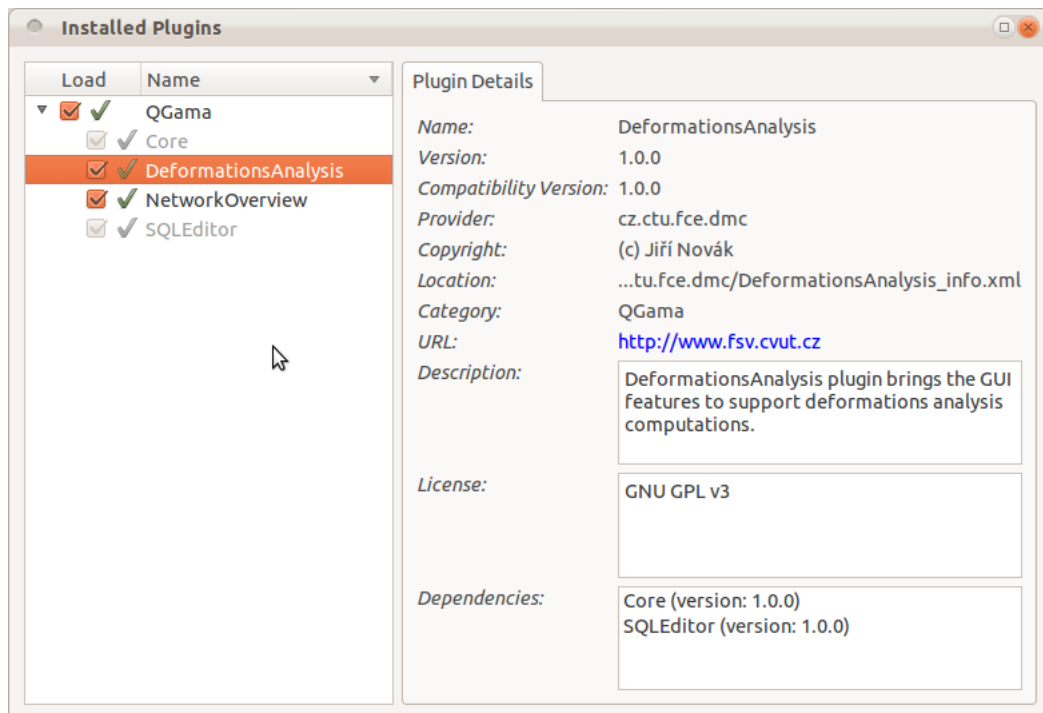 Installed Plugins
Load Name
QGama
Core
DeformationsAnalysis
NetworkOverview
SQLEditor
Plugin Details
Name: DeformationsAnalysis
Version: 1.0.0
Compatibility Version: 1.0.0
Provider: cz.ctu.fce.dmc
Copyright: (c) Jiří Novák
Location: ...tu.fce.dmc/DeformationsAnalysis_info.xml
Category: QGama
URL: http://www.fsv.cvut.cz
Description: DeformationsAnalysis plugin brings the GUI
features to support deformations analysis
computations.
License: GNU GPL v3
Dependencies: Core (version: 1.0.0)
SQLEditor (version: 1.0.0)